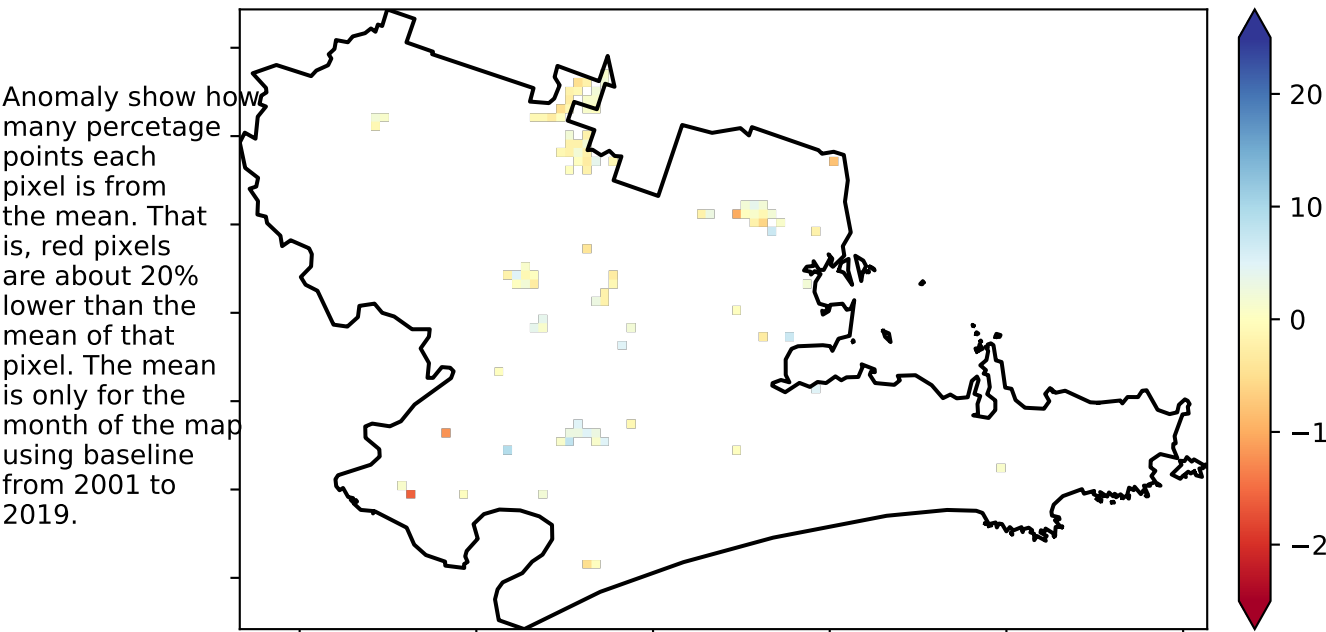 Anomaly show how
many percetage
points each
pixel is from
the mean. That
is, red pixels
are about 20%
lower than the
mean of that
pixel. The mean
is only for the
month of the map
using baseline
from 2001 to
2019.
20
10
0
−1
−2